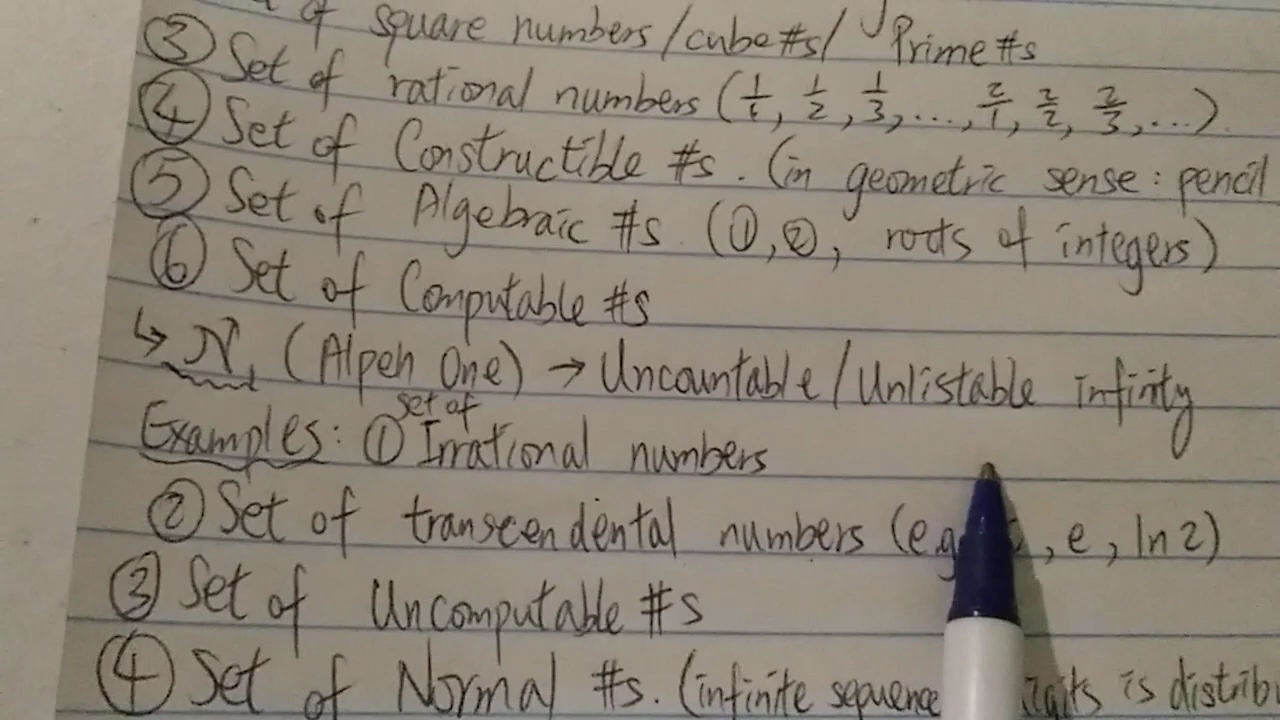 of square numbers/cube #s/ Prime #s
③ Set of rational numbers (1/1, 1/2, 1/3, ..., 2/1, 2/2, 2/3, ...)
④ Set of Constructible #s. (in geometric sense: pencil
⑤ Set of Algebraic #s (①, ②, roots of integers)
⑥ Set of Computable #s
↳ ℵ₁ (Alpeh One) → Uncountable/Unlistable infinity
Examples: ① set of Irrational numbers
② Set of transcendental numbers (e.g , e, ln 2)
③ Set of Uncomputable #s
④ Set of Normal #s. (infinite sequence digits is distrib